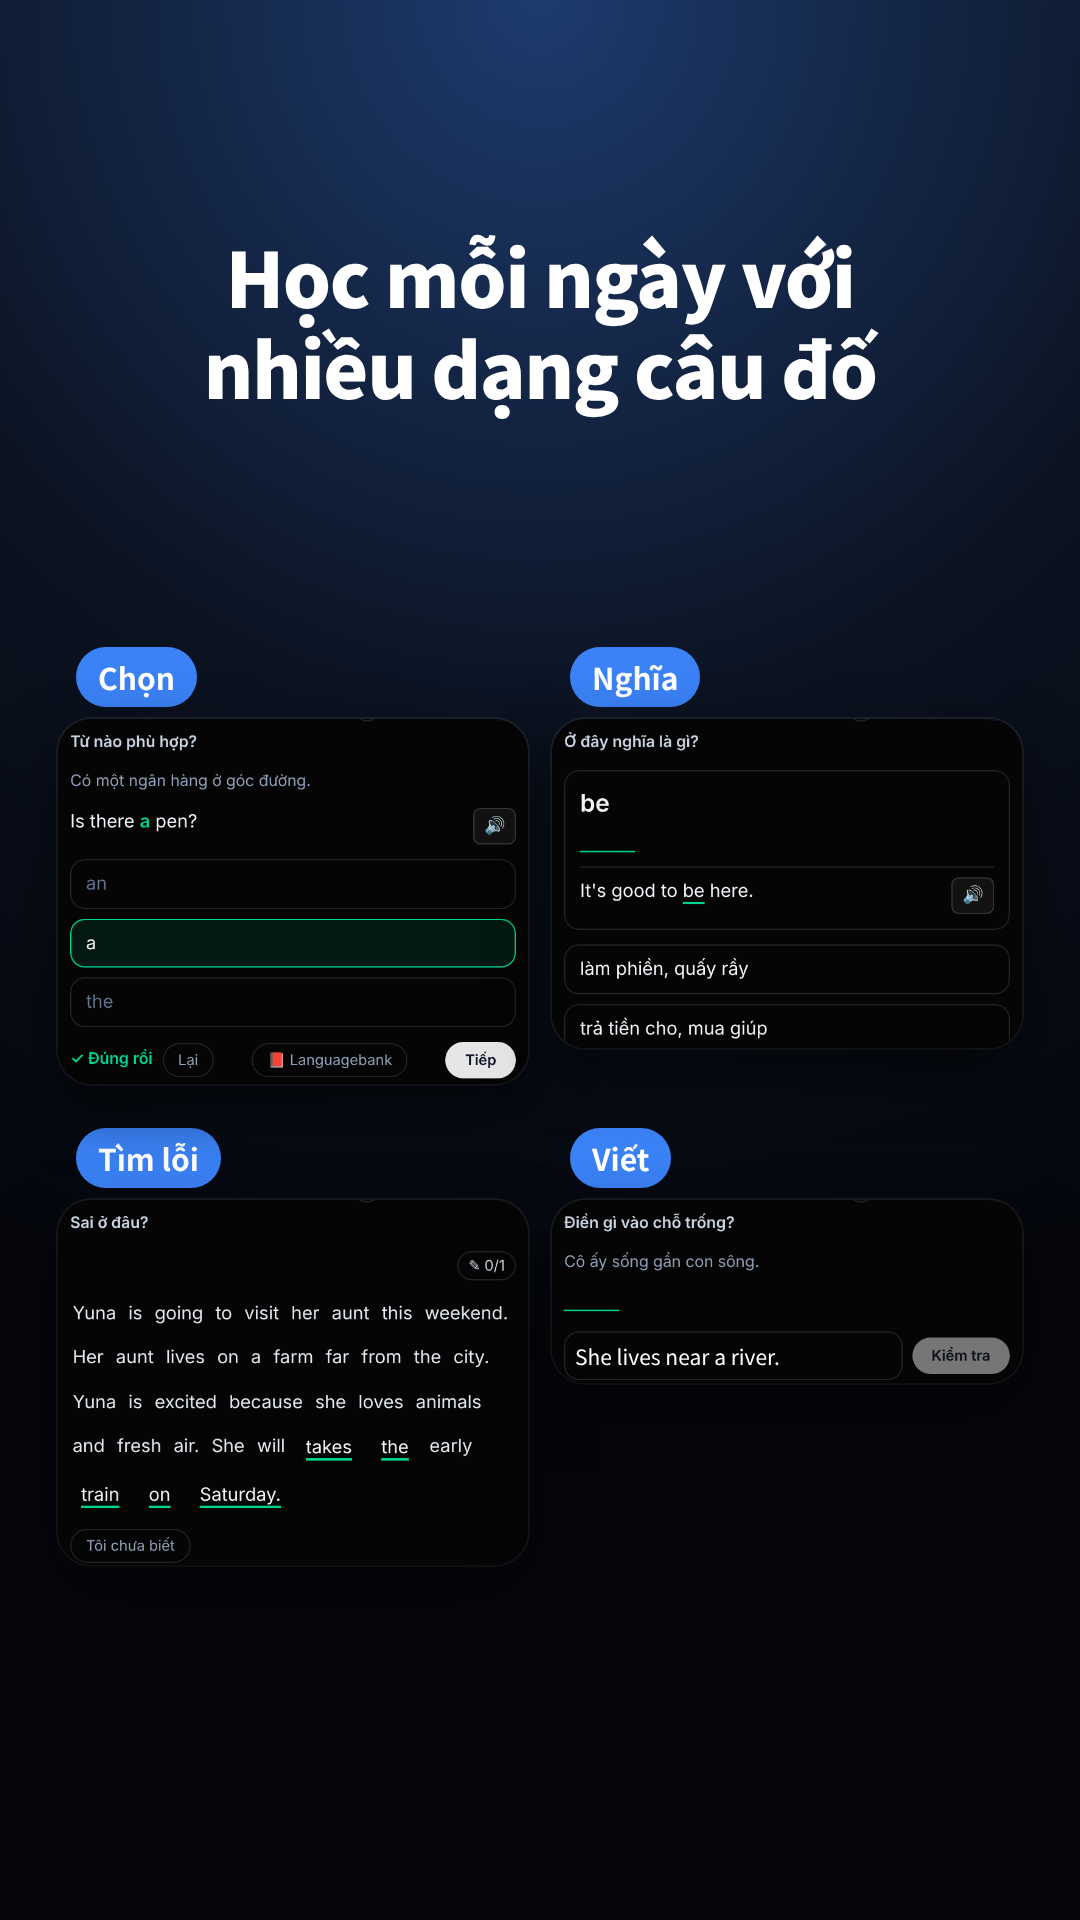 Học mỗi ngày với
nhiều dạng câu đố
Chọn
Từ nào phù hợp?
Có một ngân hàng ở góc đường.
Is there a pen?
an
a
the
✓ Đúng rồi Lại Languagebank Tiếp
Nghĩa
Ở đây nghĩa là gì?
be
It's good to be here.
làm phiền, quấy rầy
trả tiền cho, mua giúp
Tìm lỗi
Sai ở đâu?
✎ 0/1
Yuna is going to visit her aunt this weekend.
Her aunt lives on a farm far from the city.
Yuna is excited because she loves animals
and fresh air. She will takes the early
train on Saturday.
Tôi chưa biết
Viết
Điền gì vào chỗ trống?
Cô ấy sống gần con sông.
She lives near a river.
Kiểm tra